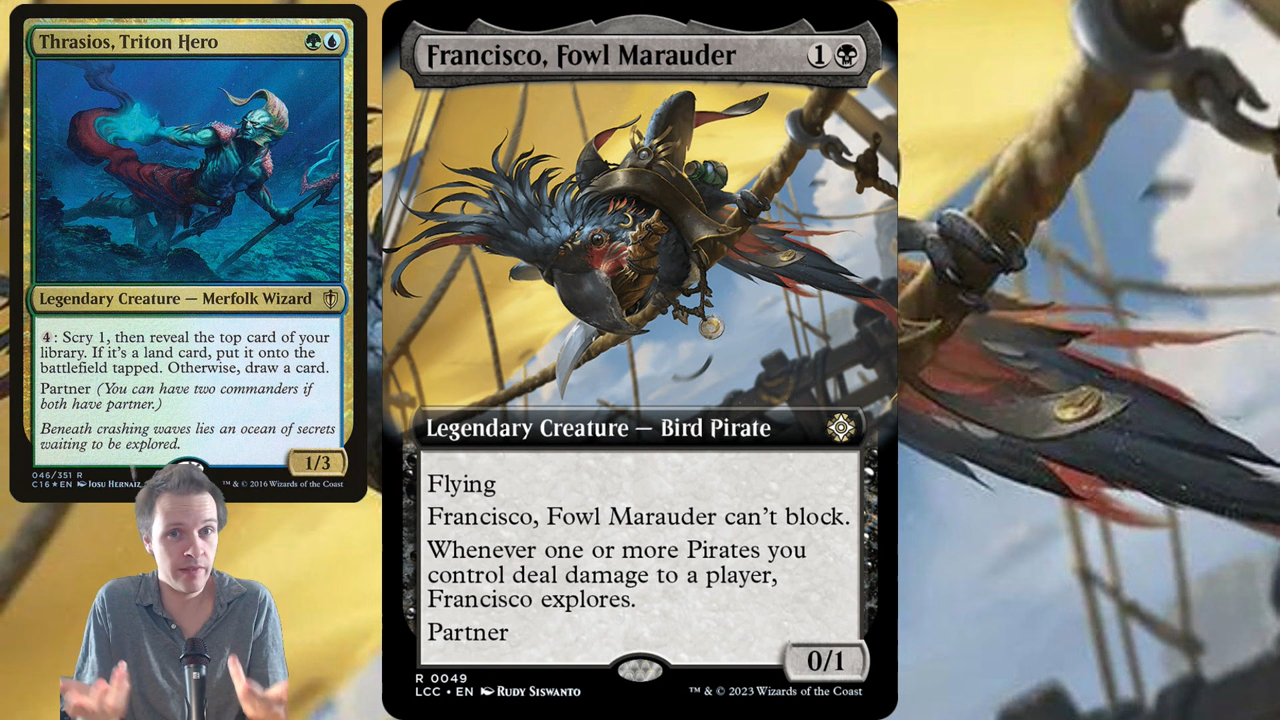 Thrasios, Triton Hero
Legendary Creature — Merfolk Wizard
4: Scry 1, then reveal the top card of your
library. If it's a land card, put it onto the
battlefield tapped. Otherwise, draw a card.
Partner (You can have two commanders if
both have partner.)
Beneath crashing waves lies an ocean of secrets
waiting to be explored.
1/3
046/351 R
C16★EN Iosu Hernaiz
™ & © 2016 Wizards of the Coast
Francisco, Fowl Marauder 1
Legendary Creature — Bird Pirate
Flying
Francisco, Fowl Marauder can't block.
Whenever one or more Pirates you
control deal damage to a player,
Francisco explores.
Partner
0/1
R 0049
LCC • EN Rudy Siswanto
™ & © 2023 Wizards of the Coast